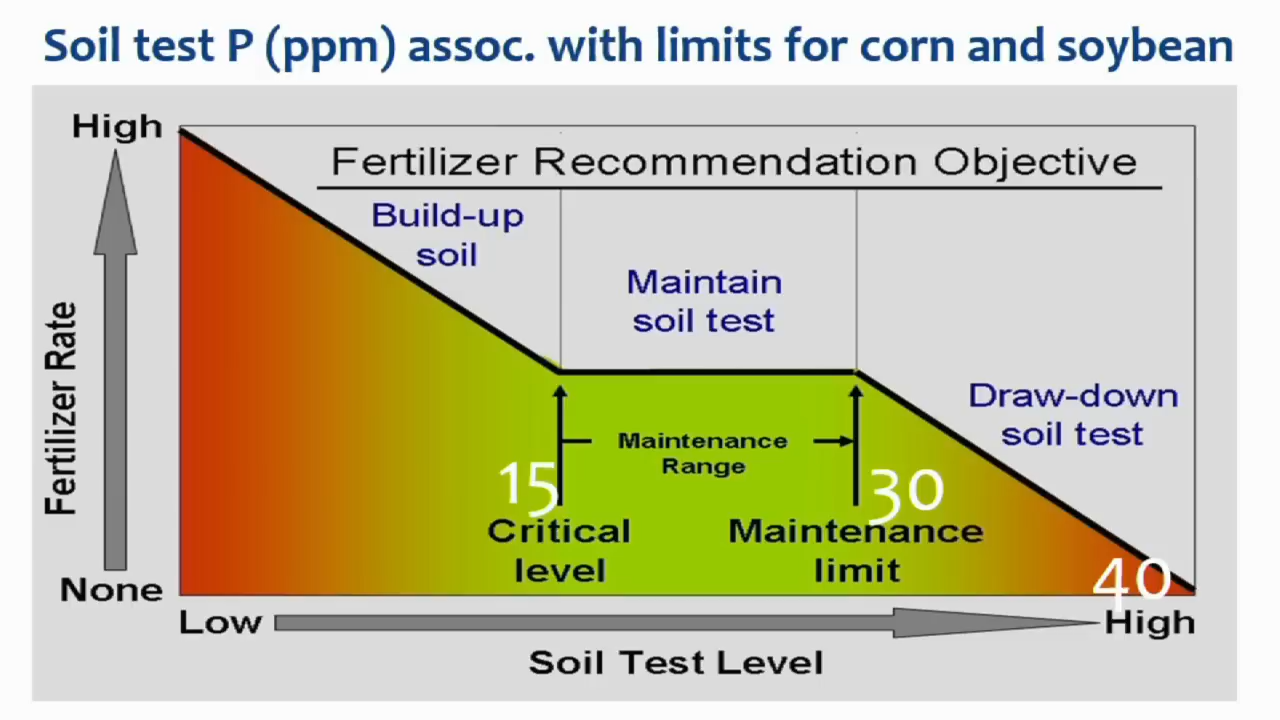 Soil test P (ppm) assoc. with limits for corn and soybean
High
Fertilizer Recommendation Objective
Build-up
soil
Maintain
soil test
Draw-down
soil test
Fertilizer Rate
Maintenance
Range
15
30
Critical
level
Maintenance
limit
40
None
Low
High
Soil Test Level